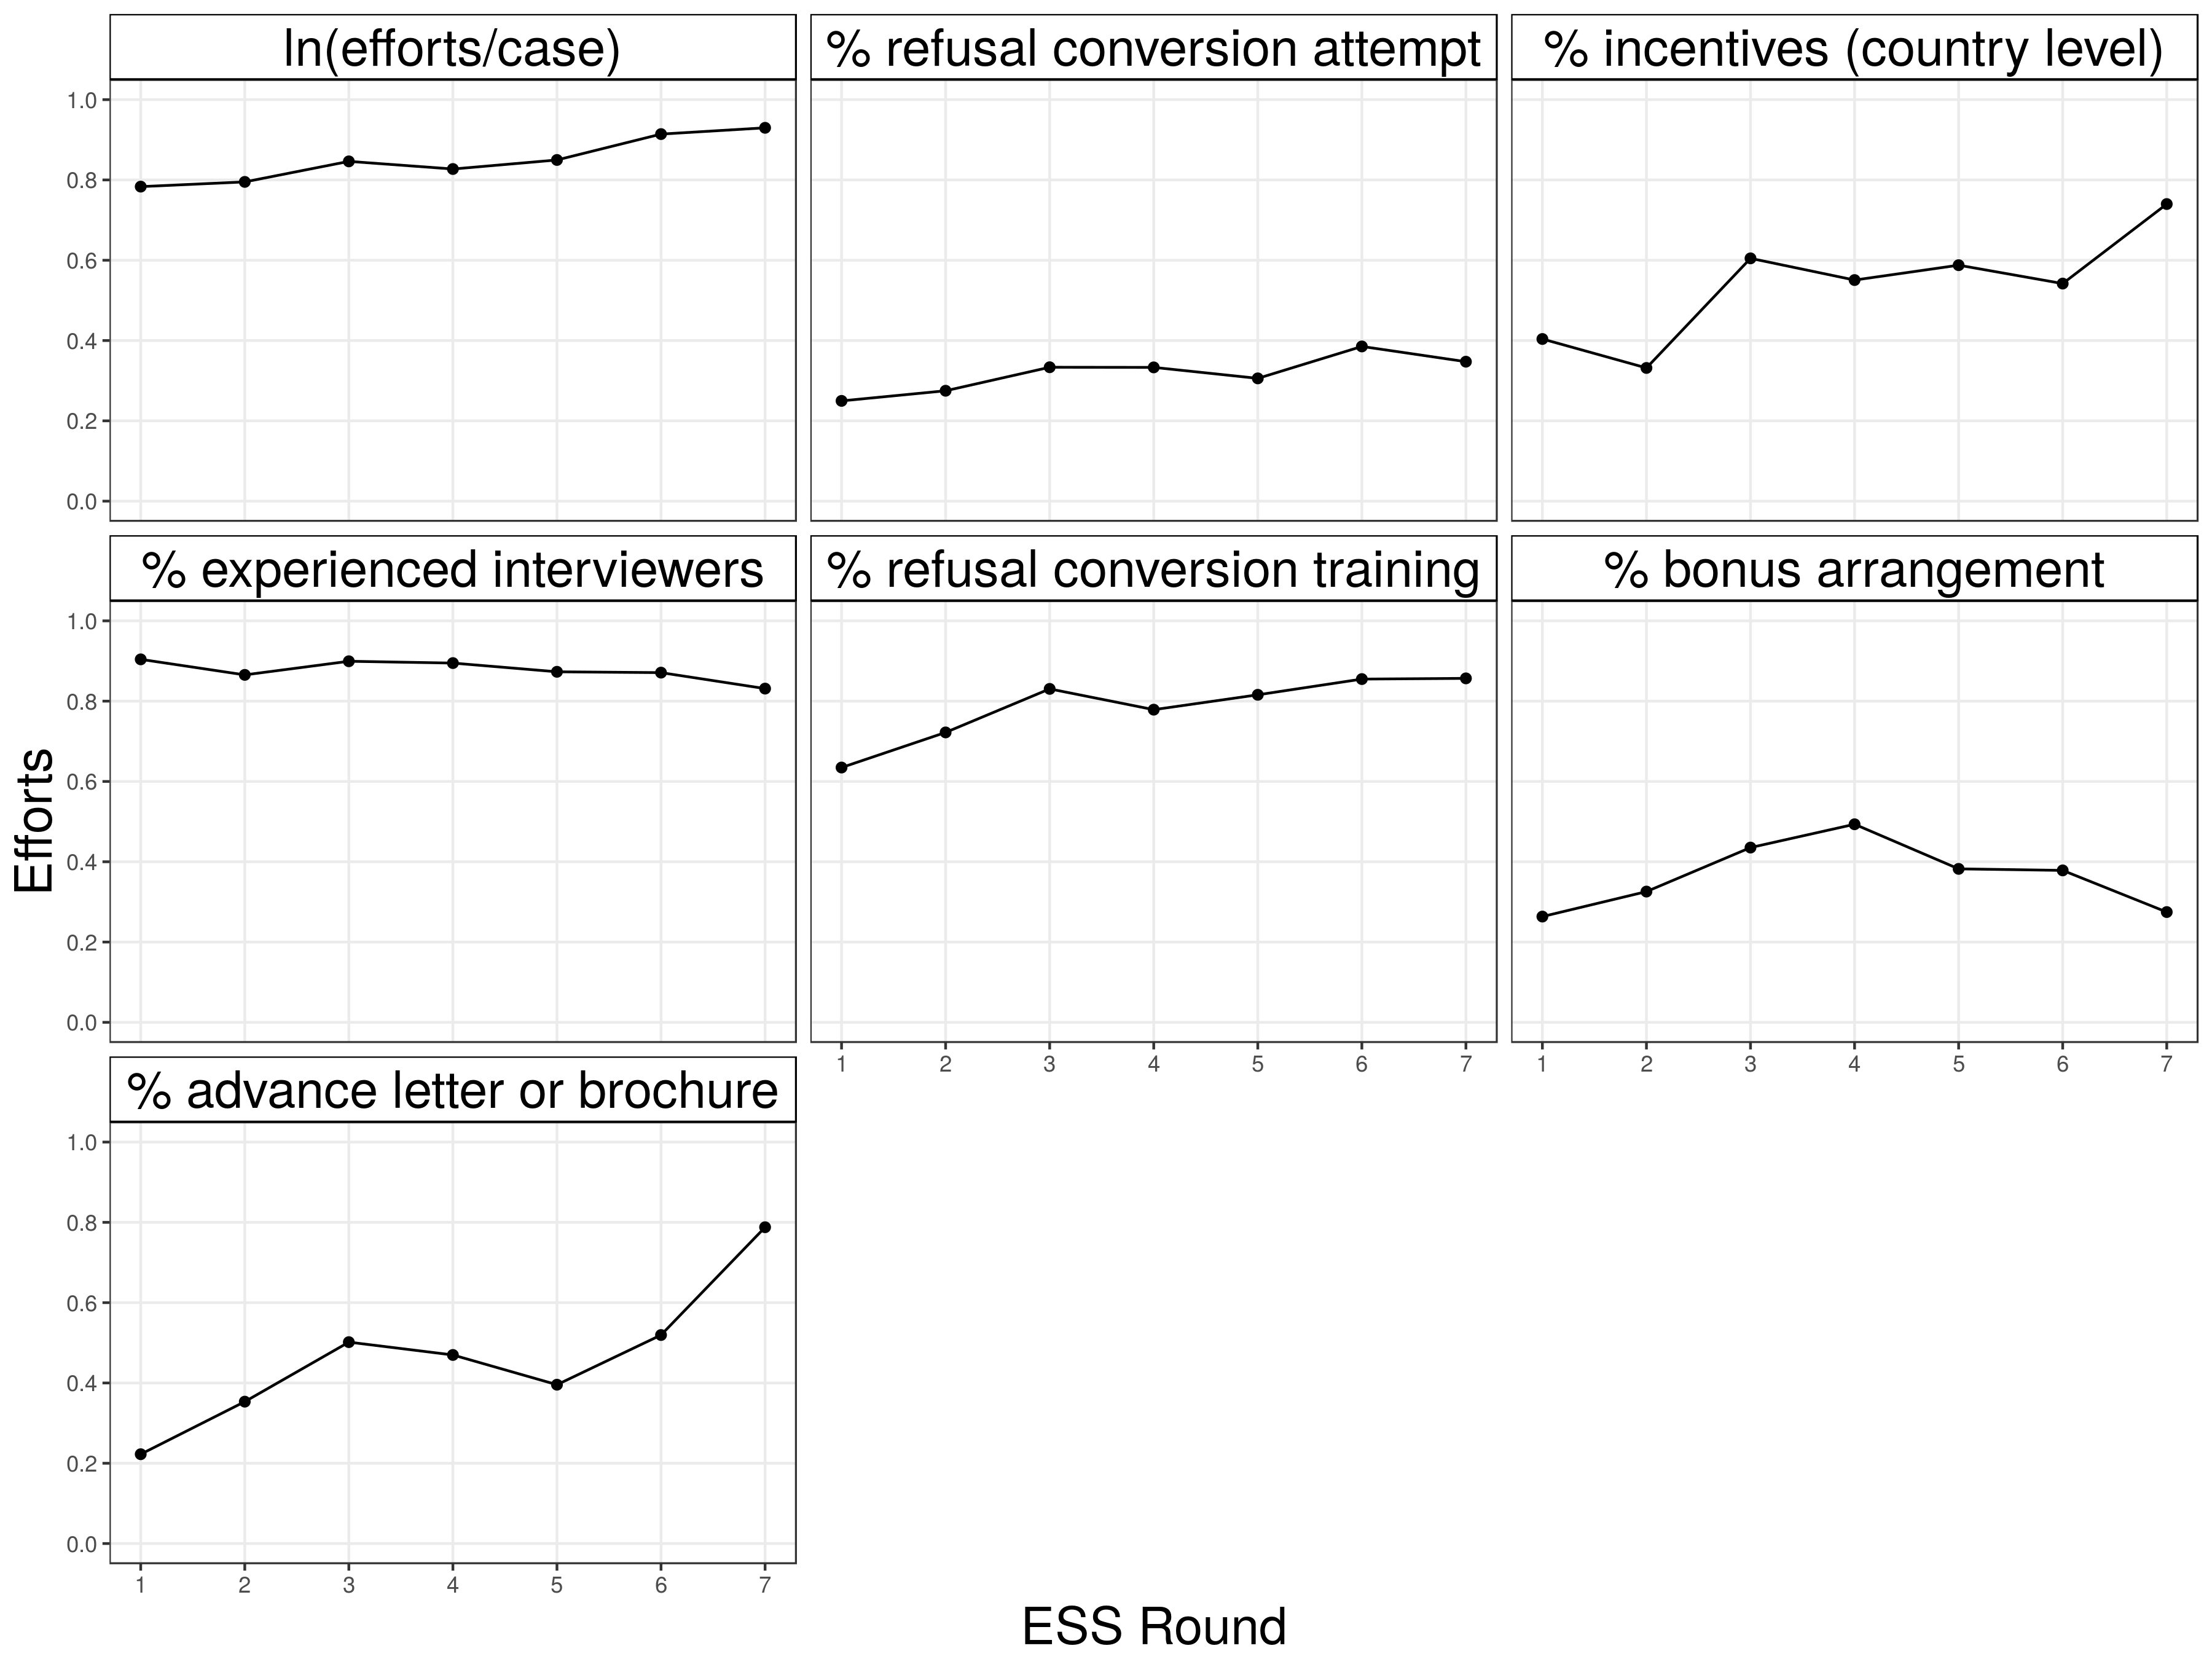 ln(efforts/case)
% refusal conversion attempt
% incentives (country level)
1.0
0.8
0.6
0.4
0.2
0.0
% experienced interviewers
% refusal conversion training
% bonus arrangement
1.0
0.8
0.6
0.4
0.2
0.0
1 2 3 4 5 6 7
1 2 3 4 5 6 7
% advance letter or brochure
1.0
0.8
0.6
0.4
0.2
0.0
1 2 3 4 5 6 7
Efforts
ESS Round